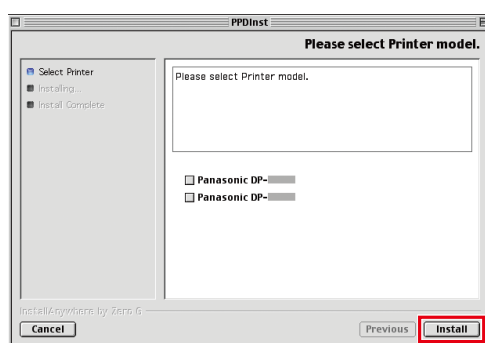 PPDInst
Please select Printer model.
Select Printer
Installing...
Install Complete
Please select Printer model.
Panasonic DP-
Panasonic DP-
InstallAnywhere by Zero G
Cancel
Previous
Install